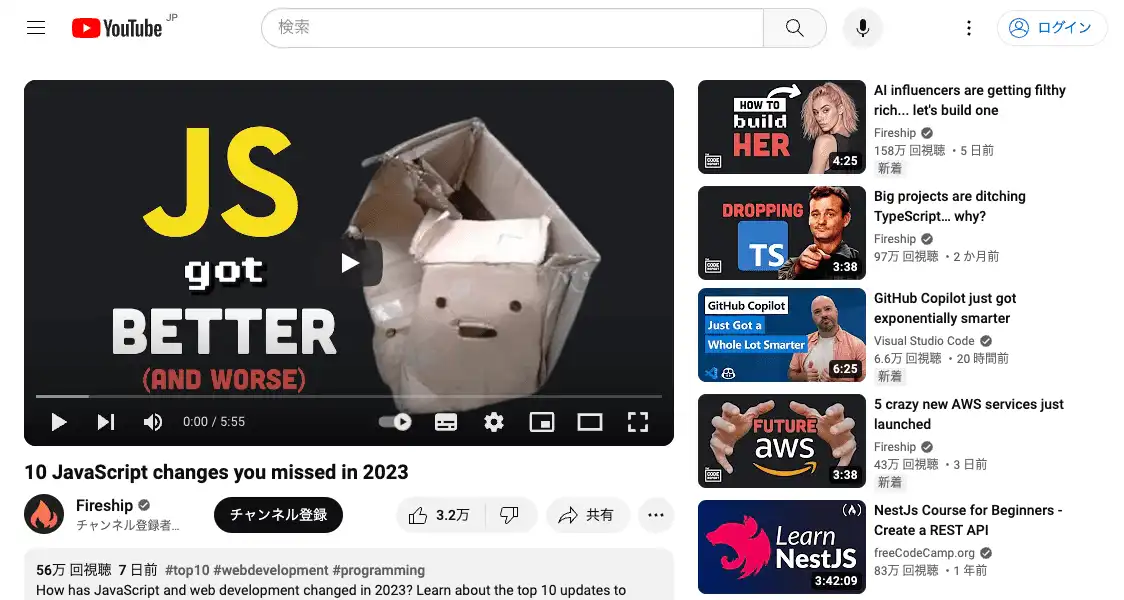 YouTube JP
検索
ログイン
JS
got
BETTER
(AND WORSE)
0:00 / 5:55
10 JavaScript changes you missed in 2023
Fireship
チャンネル登録者...
チャンネル登録
3.2万
共有
56万 回視聴 7 日前 #top10 #webdevelopment #programming
How has JavaScript and web development changed in 2023? Learn about the top 10 updates to
HOW TO
build
HER
4:25
AI influencers are getting filthy
rich... let's build one
Fireship
158万 回視聴 ・5 日前
新着
DROPPING
TS
3:38
Big projects are ditching
TypeScript… why?
Fireship
97万 回視聴 ・2 か月前
GitHub Copilot
Just Got a
Whole Lot Smarter
6:25
GitHub Copilot just got
exponentially smarter
Visual Studio Code
6.6万 回視聴 ・20 時間前
新着
FUTURE
aws
3:38
5 crazy new AWS services just
launched
Fireship
43万 回視聴 ・3 日前
新着
Learn
NestJS
3:42:09
NestJs Course for Beginners -
Create a REST API
freeCodeCamp.org
83万 回視聴 ・1 年前